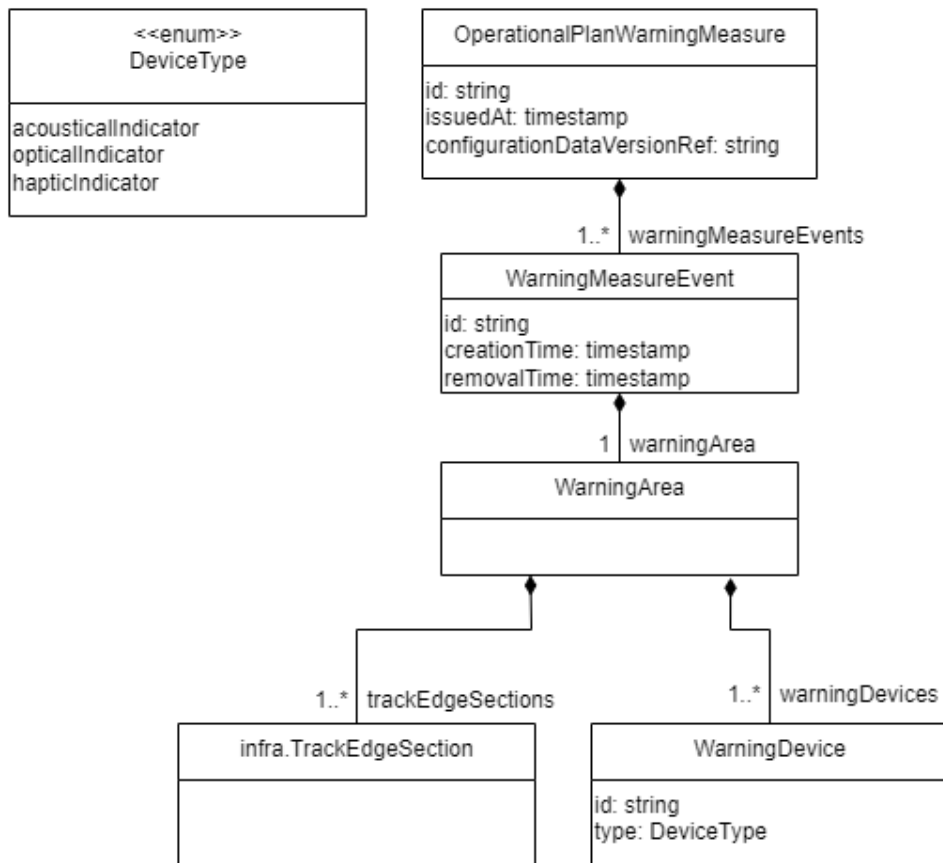 <<enum>>
DeviceType
acousticalIndicator
opticalIndicator
hapticIndicator
OperationalPlanWarningMeasure
id: string
issuedAt: timestamp
configurationDataVersionRef: string
1..* warningMeasureEvents
WarningMeasureEvent
id: string
creationTime: timestamp
removalTime: timestamp
1 warningArea
WarningArea
1..* trackEdgeSections
1..* warningDevices
infra.TrackEdgeSection
WarningDevice
id: string
type: DeviceType